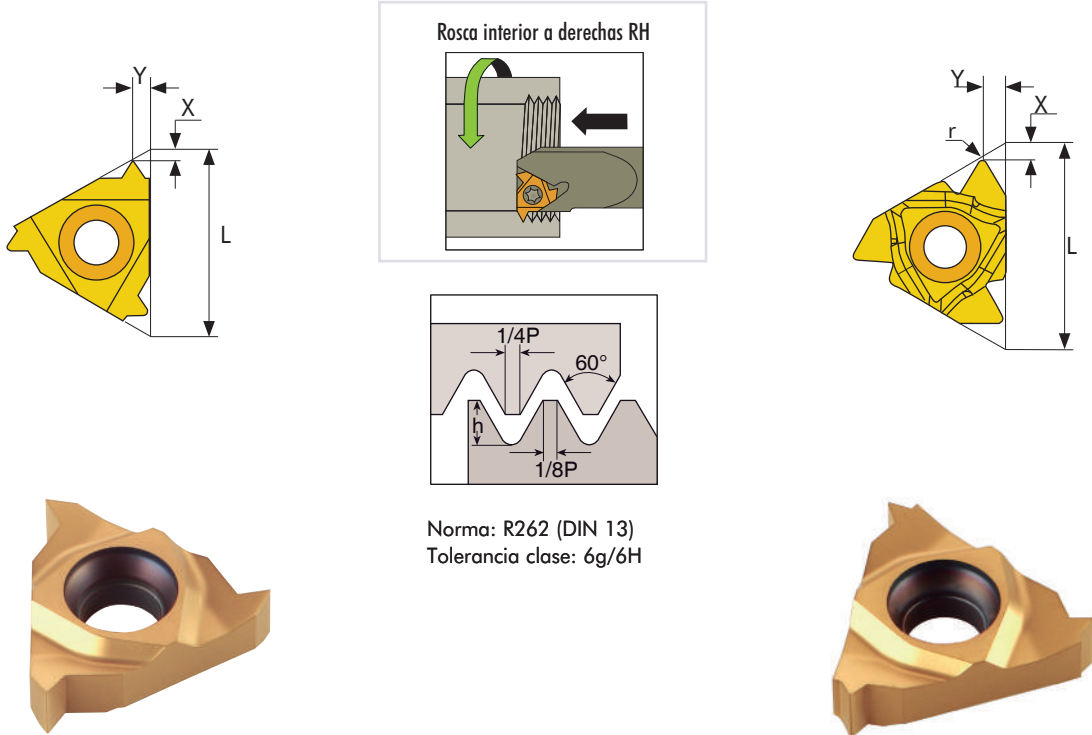 Rosca interior a derechas RH
Y
X
L
Y
X
r
L
1/4P
60°
h
1/8P
Norma: R262 (DIN 13)
Tolerancia clase: 6g/6H